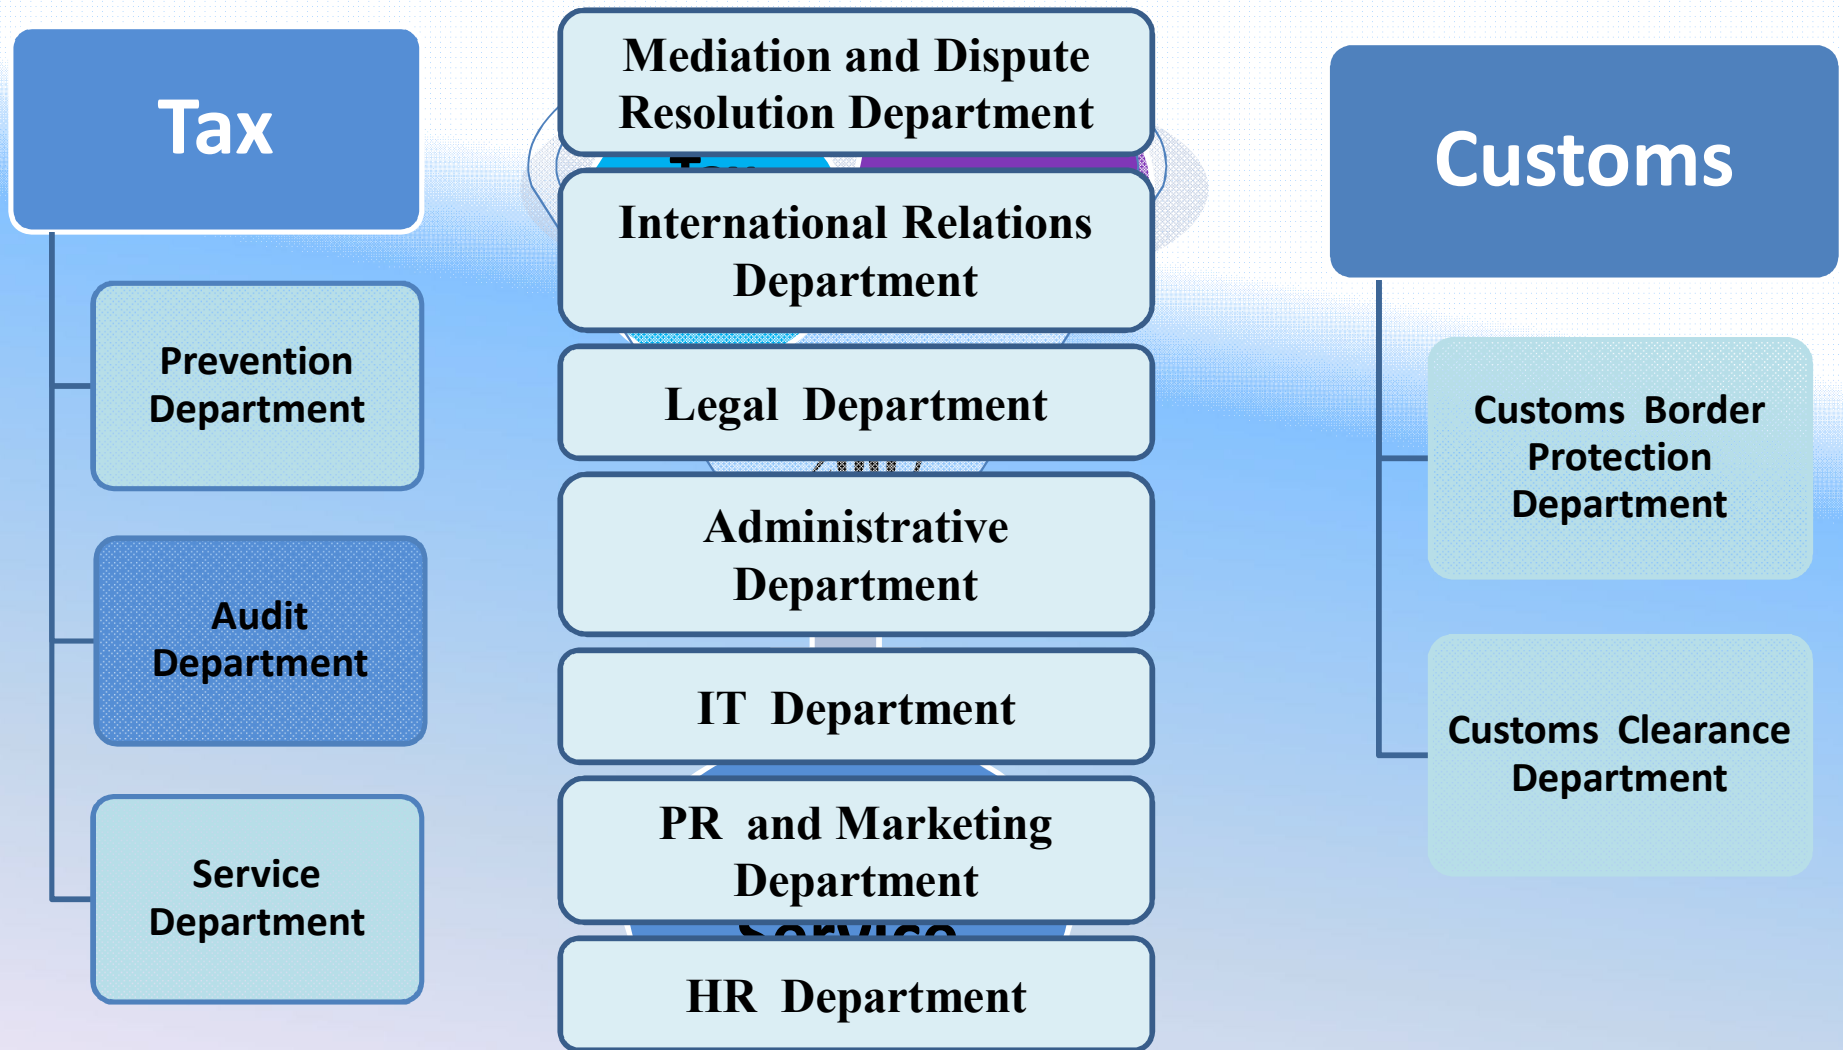 Tax
Prevention
Department
Audit
Department
Service
Department
Mediation and Dispute
Resolution Department
International Relations
Department
Legal Department
Administrative
Department
IT Department
PR and Marketing
Department
Service
HR Department
Customs
Customs Border
Protection
Department
Customs Clearance
Department